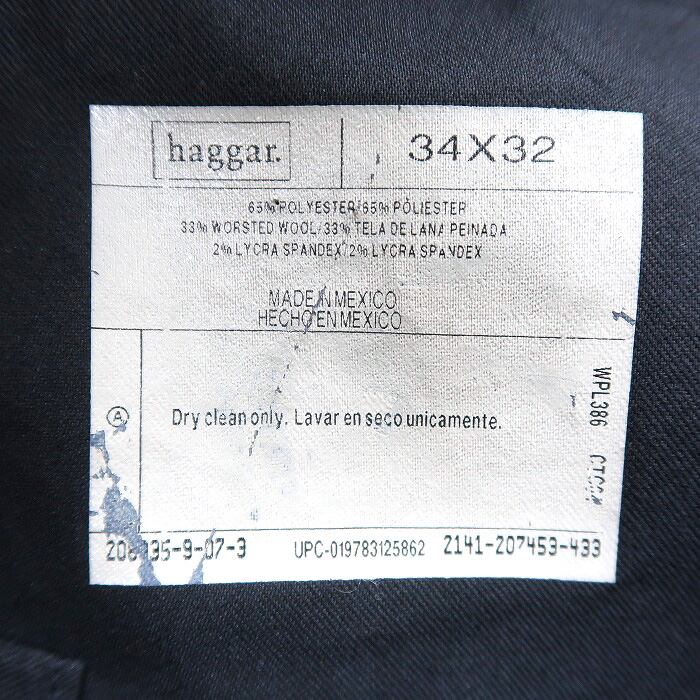 haggar.
34X32
65% POLYESTER/65% POLIESTER
33% WORSTED WOOL/33% TELA DE LANA PEINADA
2% LYCRA SPANDEX/2% LYCRA SPANDEX
MADE IN MEXICO
HECHO EN MEXICO
A
Dry clean only. Lavar en seco unicamente.
WPL386
UPC-019783125862
2141-207453-433